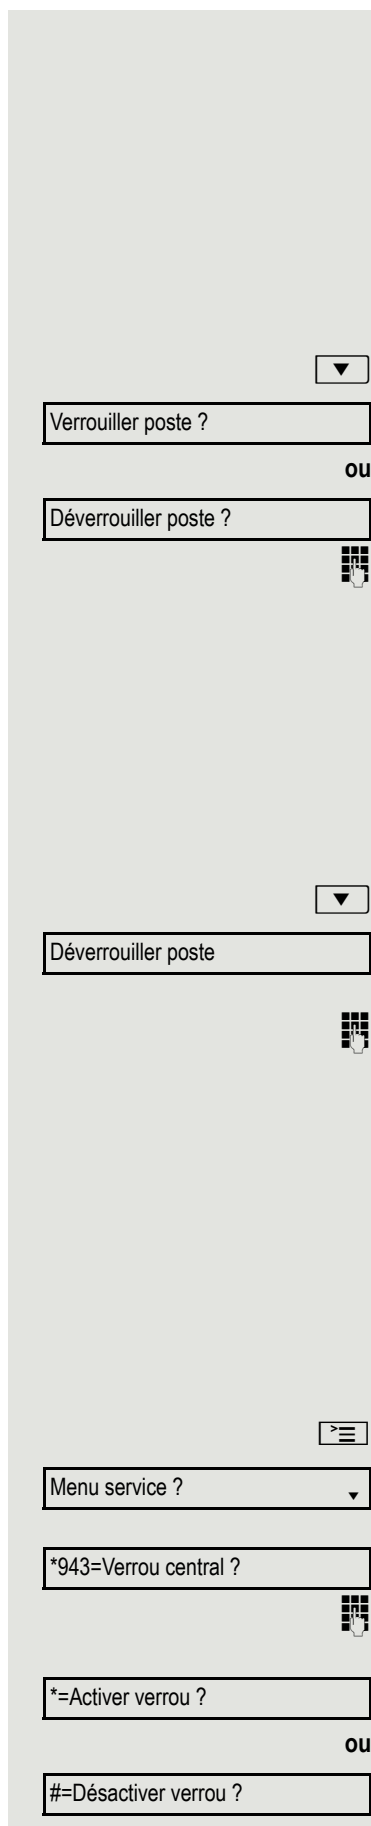 Verrouiller poste ?
ou
Déverrouiller poste ?
Déverrouiller poste
Menu service ?
*943=Verrou central ?
*=Activer verrou ?
ou
#=Désactiver verrou ?